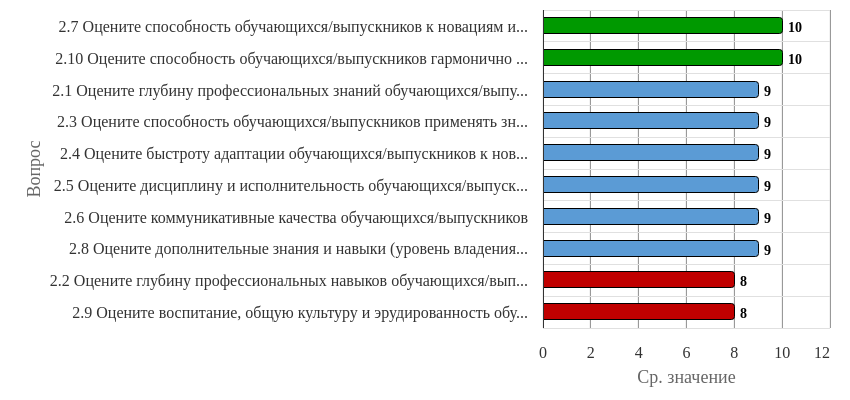 2.7 Оцените способность обучающихся/выпускников к новациям и... 10
2.10 Оцените способность обучающихся/выпускников гармонично ... 10
2.1 Оцените глубину профессиональных знаний обучающихся/выпу... 9
2.3 Оцените способность обучающихся/выпускников применять зн... 9
2.4 Оцените быстроту адаптации обучающихся/выпускников к нов... 9
2.5 Оцените дисциплину и исполнительность обучающихся/выпуск... 9
2.6 Оцените коммуникативные качества обучающихся/выпускников 9
2.8 Оцените дополнительные знания и навыки (уровень владения... 9
2.2 Оцените глубину профессиональных навыков обучающихся/вып... 8
2.9 Оцените воспитание, общую культуру и эрудированность обу... 8
Вопрос
0 2 4 6 8 10 12
Ср. значение